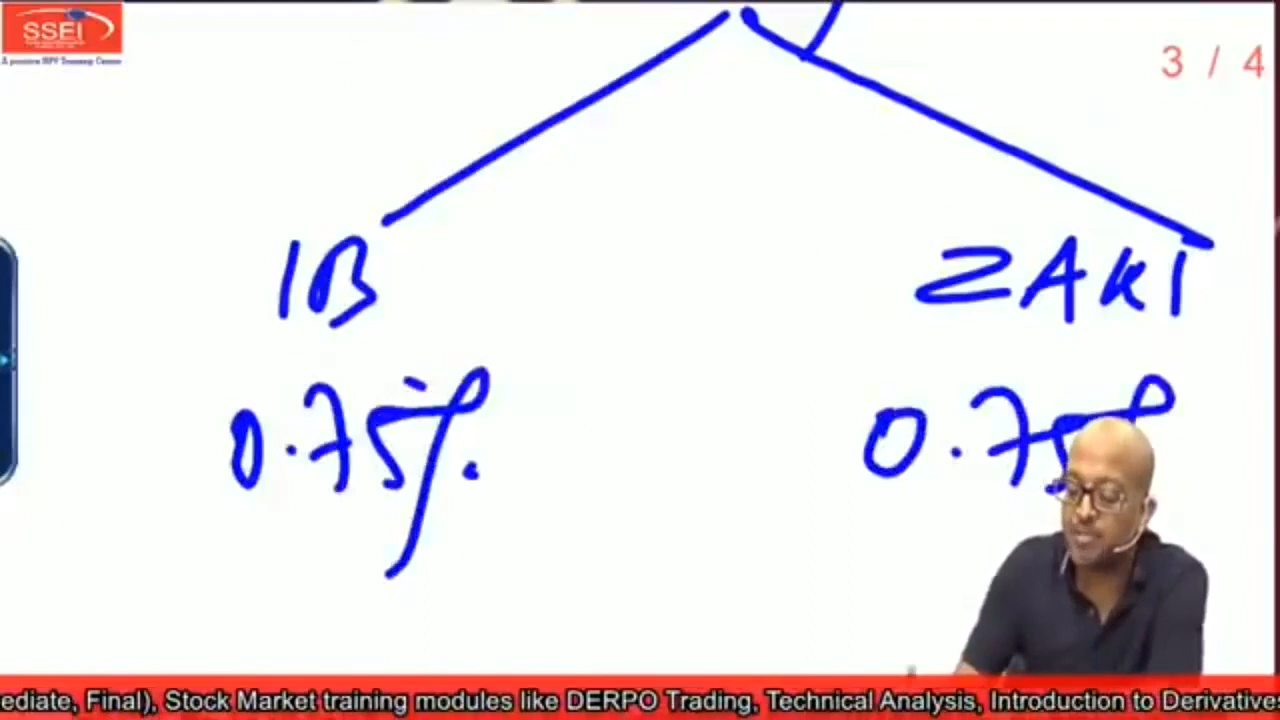 SSEI
3 / 4
IB
ZAKI
0.75%
0.75%
ediate, Final), Stock Market training modules like DERPO Trading, Technical Analysis, Introduction to Derivative